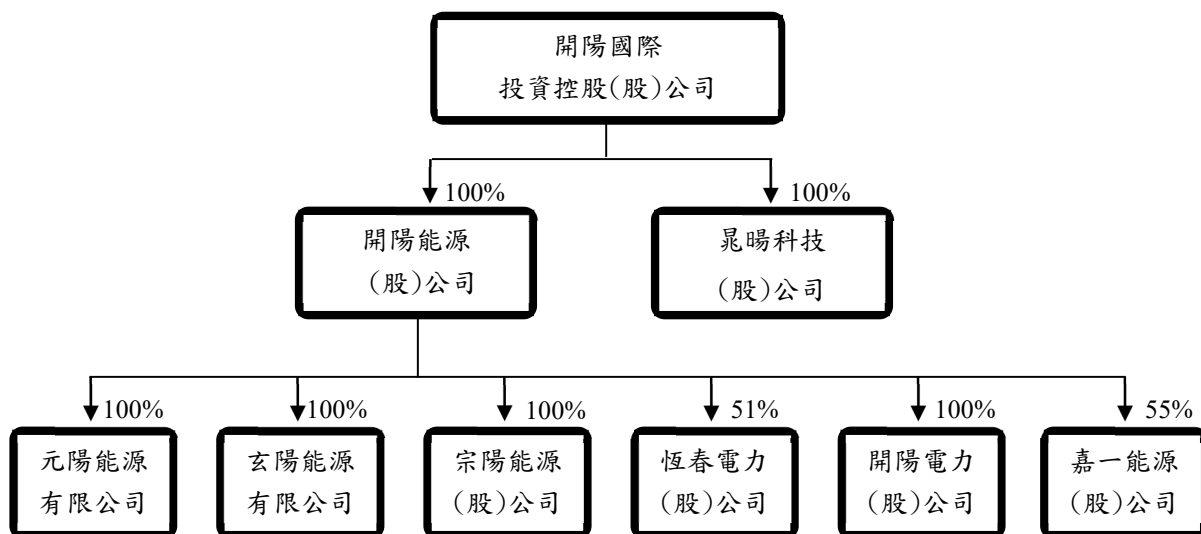 開陽國際
投資控股(股)公司
100%
100%
開陽能源
(股)公司
晁暘科技
(股)公司
100%
100%
100%
51%
100%
55%
元陽能源
有限公司
玄陽能源
有限公司
宗陽能源
(股)公司
恆春電力
(股)公司
開陽電力
(股)公司
嘉一能源
(股)公司